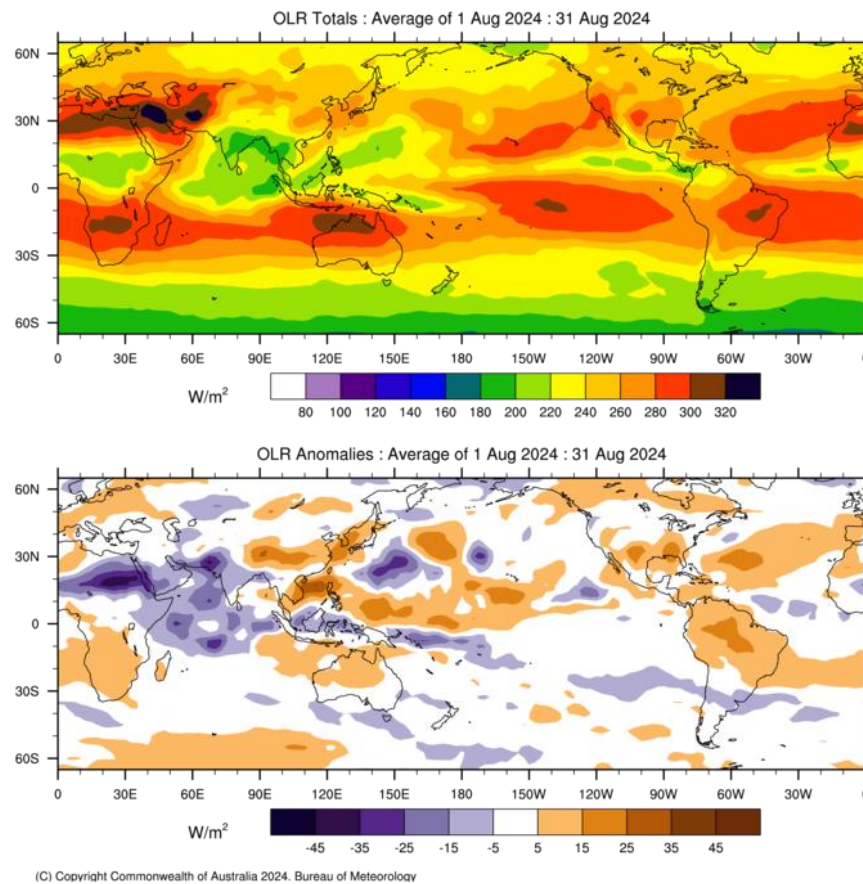 OLR Totals : Average of 1 Aug 2024 : 31 Aug 2024
60N
30N
0
30S
60S
0 30E 60E 90E 120E 150E 180 150W 120W 90W 60W 30W 0
W/m²
80 100 120 140 160 180 200 220 240 260 280 300 320
OLR Anomalies : Average of 1 Aug 2024 : 31 Aug 2024
60N
30N
0
30S
60S
0 30E 60E 90E 120E 150E 180 150W 120W 90W 60W 30W 0
W/m²
-45 -35 -25 -15 -5 5 15 25 35 45
(C) Copyright Commonwealth of Australia 2024. Bureau of Meteorology